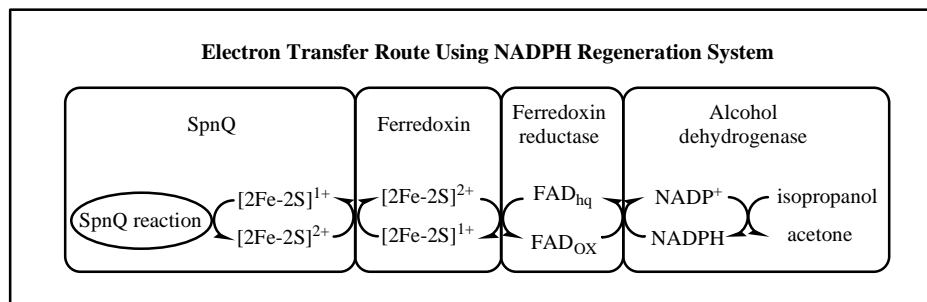 Electron Transfer Route Using NADPH Regeneration System
SpnQ
Ferredoxin
Ferredoxin
reductase
Alcohol
dehydrogenase
SpnQ reaction
[2Fe-2S]¹⁺
[2Fe-2S]²⁺
[2Fe-2S]²⁺
[2Fe-2S]¹⁺
FADhq
FADOX
NADP⁺
NADPH
isopropanol
acetone